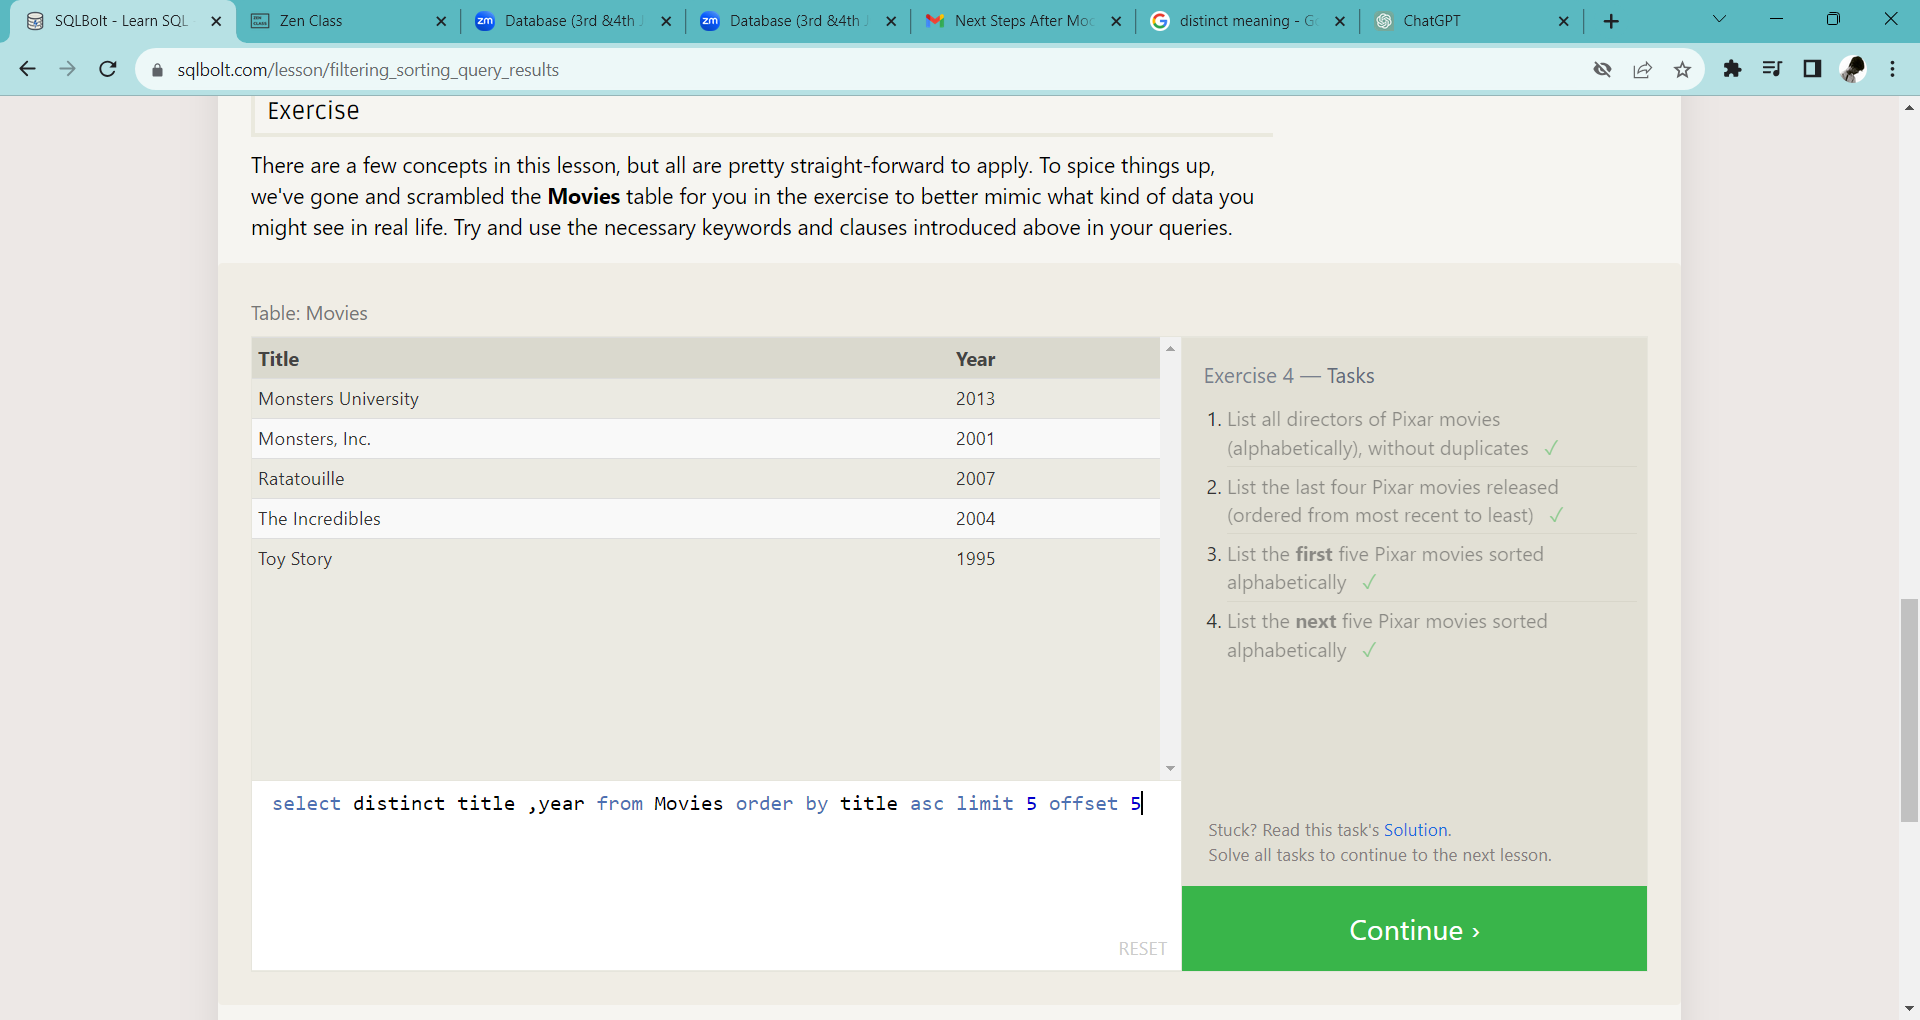 SQLBolt - Learn SQL
Zen Class
Database (3rd &4th J
Database (3rd &4th J
Next Steps After Moc
distinct meaning - Go
ChatGPT
sqlbolt.com/lesson/filtering_sorting_query_results
Exercise
There are a few concepts in this lesson, but all are pretty straight-forward to apply. To spice things up,
we've gone and scrambled the Movies table for you in the exercise to better mimic what kind of data you
might see in real life. Try and use the necessary keywords and clauses introduced above in your queries.
Table: Movies
Title Year
Monsters University 2013
Monsters, Inc. 2001
Ratatouille 2007
The Incredibles 2004
Toy Story 1995
select distinct title ,year from Movies order by title asc limit 5 offset 5
RESET
Exercise 4 — Tasks
1. List all directors of Pixar movies
(alphabetically), without duplicates ✓
2. List the last four Pixar movies released
(ordered from most recent to least) ✓
3. List the first five Pixar movies sorted
alphabetically ✓
4. List the next five Pixar movies sorted
alphabetically ✓
Stuck? Read this task's Solution.
Solve all tasks to continue to the next lesson.
Continue ›